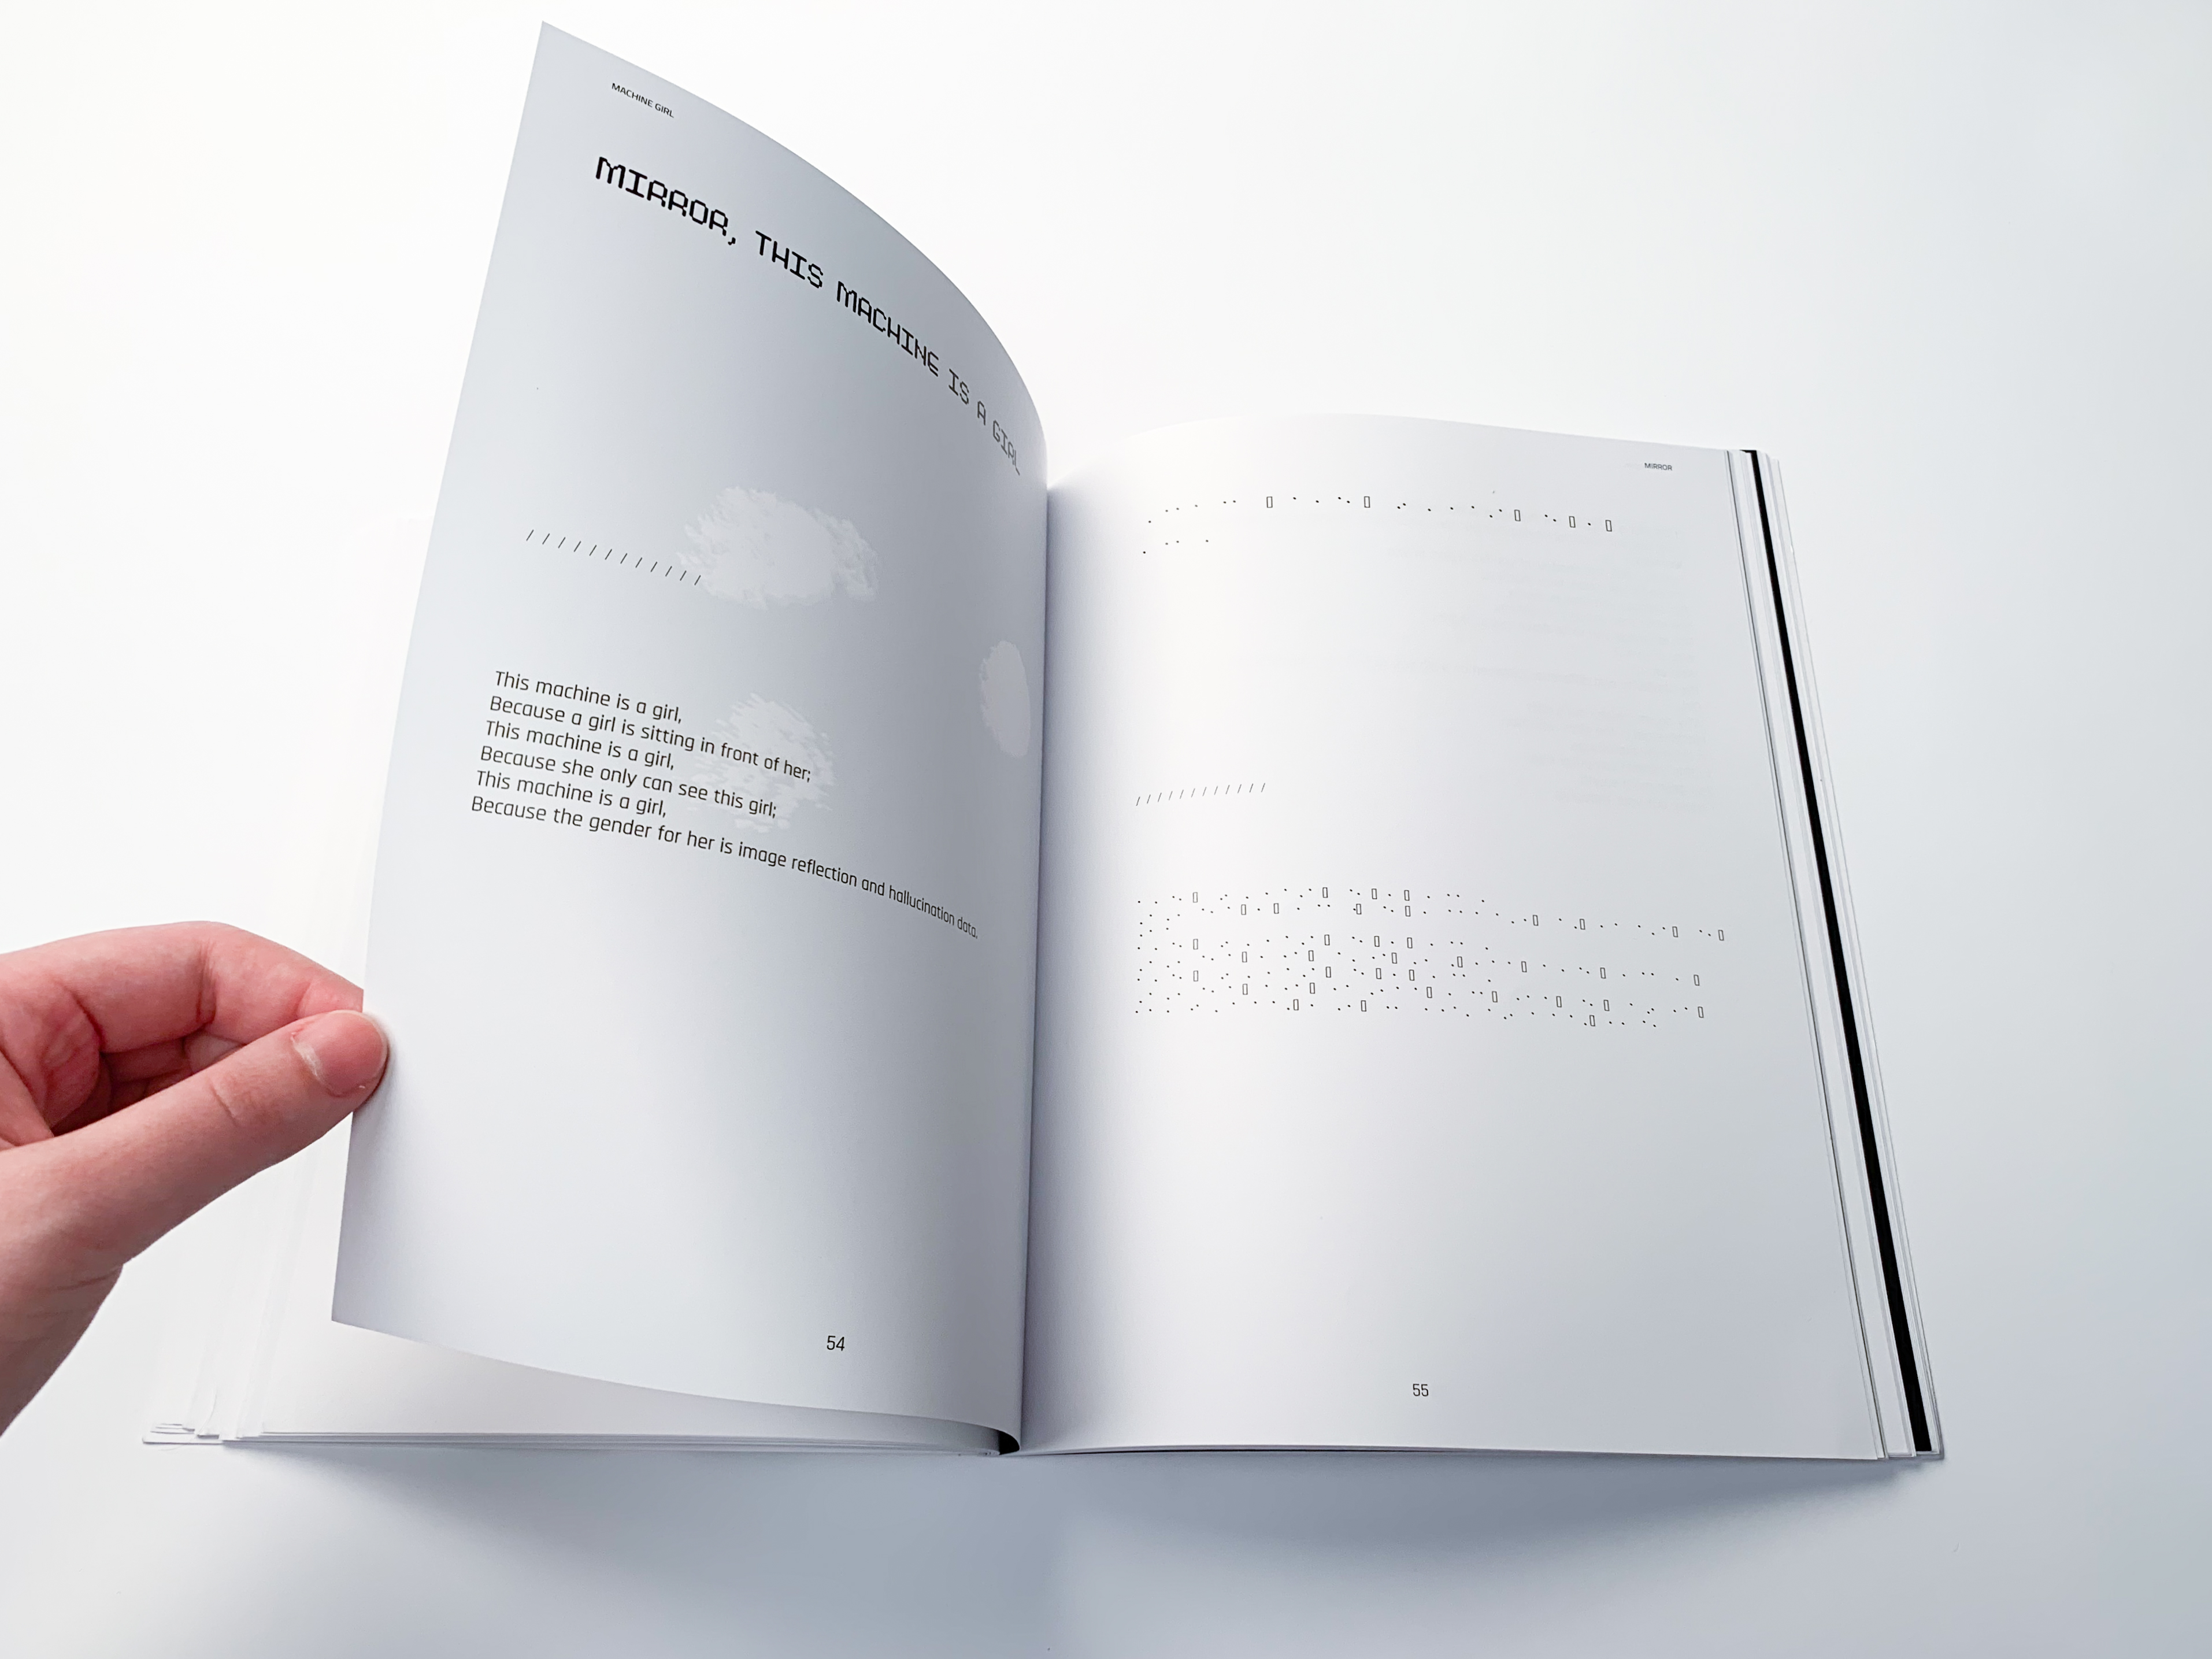 MACHINE GIRL
MIRROR, THIS MACHINE IS A GIRL
////////////
This machine is a girl,
Because a girl is sitting in front of her;
This machine is a girl,
Because she only can see this girl;
This machine is a girl,
Because the gender for her is image reflection and hallucination data.
54
MIRROR
////////////
55